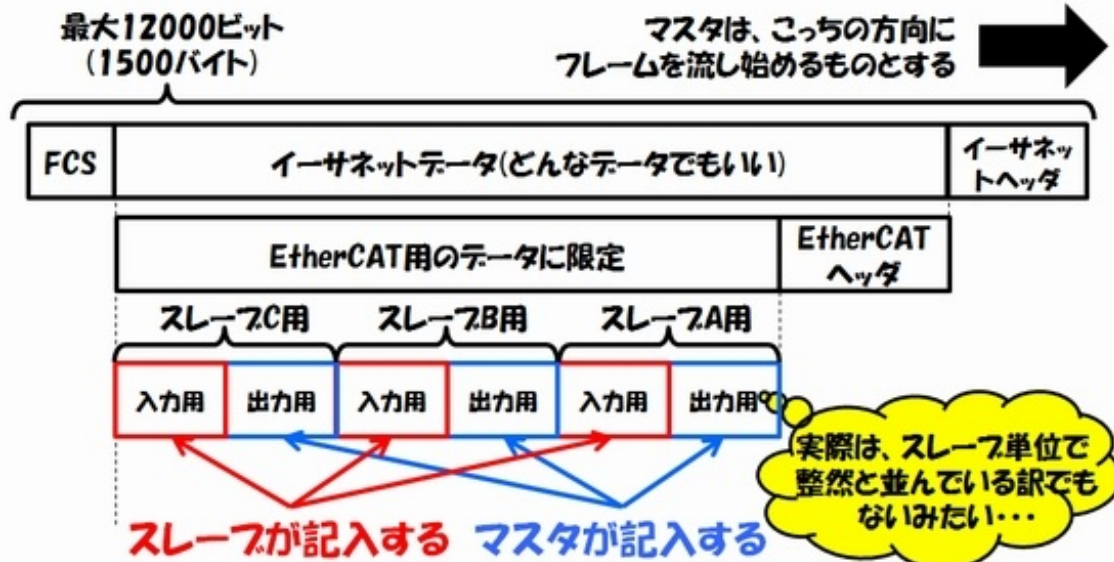 最大12000ビット
(1500バイト)
マスタは、こっちの方向に
フレームを流し始めるものとする
FCS
イーサネットデータ(どんなデータでもいい)
イーサネッ
トヘッダ
EtherCAT用のデータに限定
EtherCAT
ヘッダ
スレーブC用
スレーブB用
スレーブA用
入力用
出力用
入力用
出力用
入力用
出力用
実際は、スレーブ単位で
整然と並んでいる訳でも
ないみたい・・・
スレーブが記入する
マスタが記入する